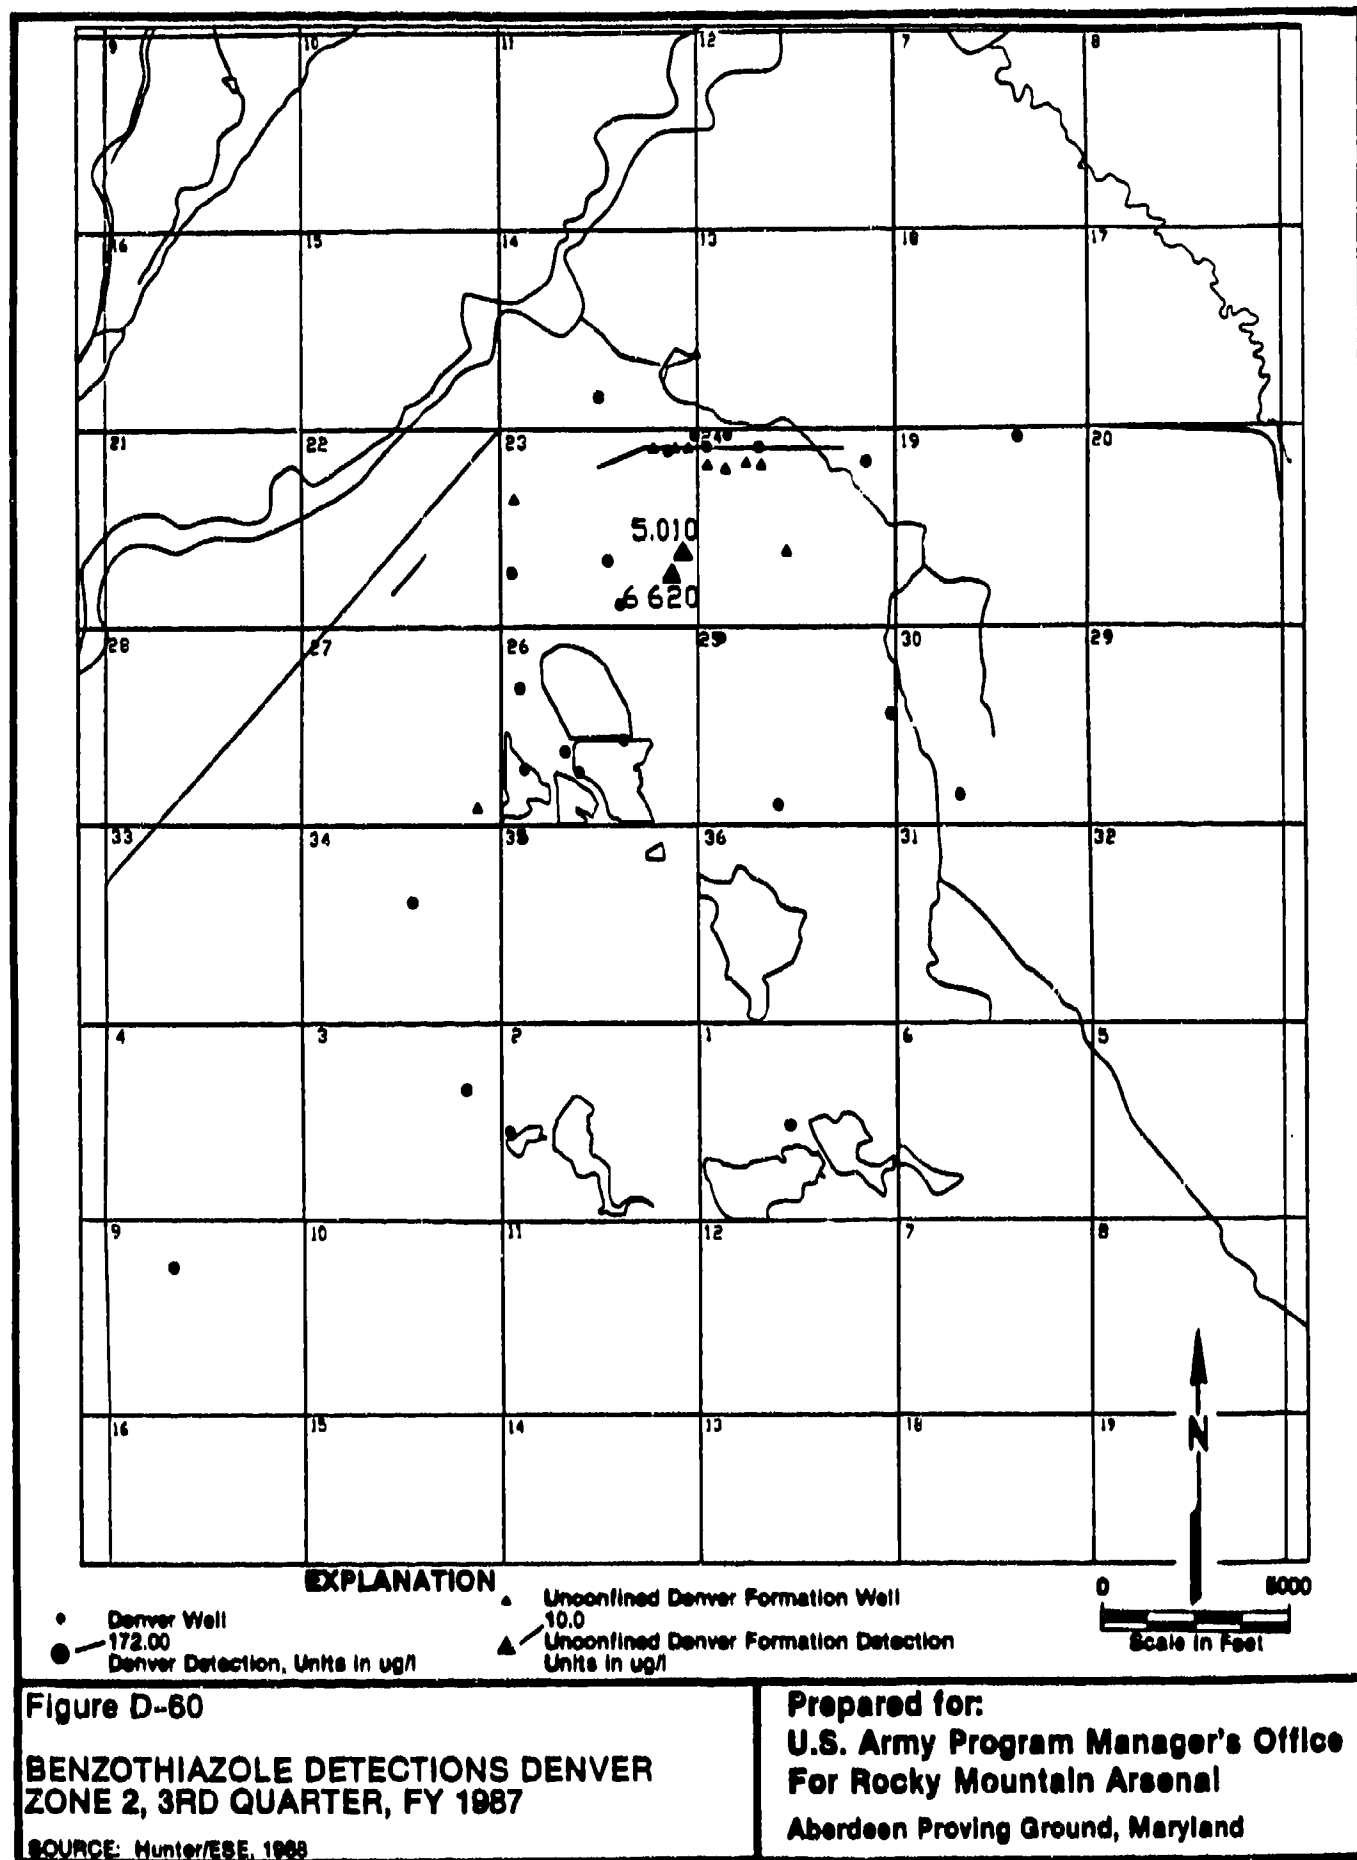 9 10 11 12 7 8
16 15 14 13 18 17
21 22 23 24 19 20
5.010
6 620
28 27 26 25 30 29
33 34 35 36 31 32
4 3 2 1 6 5
9 10 11 12 7 8
16 15 14 13 18 19
N
EXPLANATION
Denver Well
172.00
Denver Detection, Units in ug/l
Unconfined Denver Formation Well
10.0
Unconfined Denver Formation Detection
Units in ug/l
0 5000
Scale in Feet
Figure D-60
BENZOTHIAZOLE DETECTIONS DENVER
ZONE 2, 3RD QUARTER, FY 1987
SOURCE: Hunter/ESE, 1988
Prepared for:
U.S. Army Program Manager's Office
For Rocky Mountain Arsenal
Aberdeen Proving Ground, Maryland